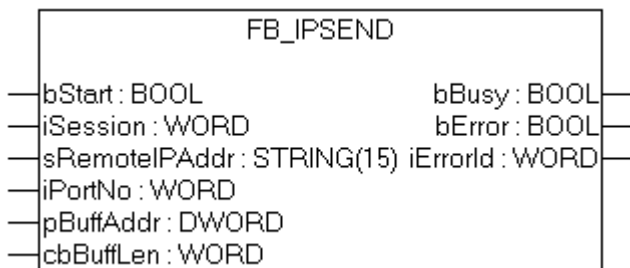 FB_IPSEND
bStart : BOOL bBusy : BOOL
iSession : WORD bError : BOOL
sRemoteIPAddr : STRING(15) iErrorId : WORD
iPortNo : WORD
pBuffAddr : DWORD
cbBuffLen : WORD